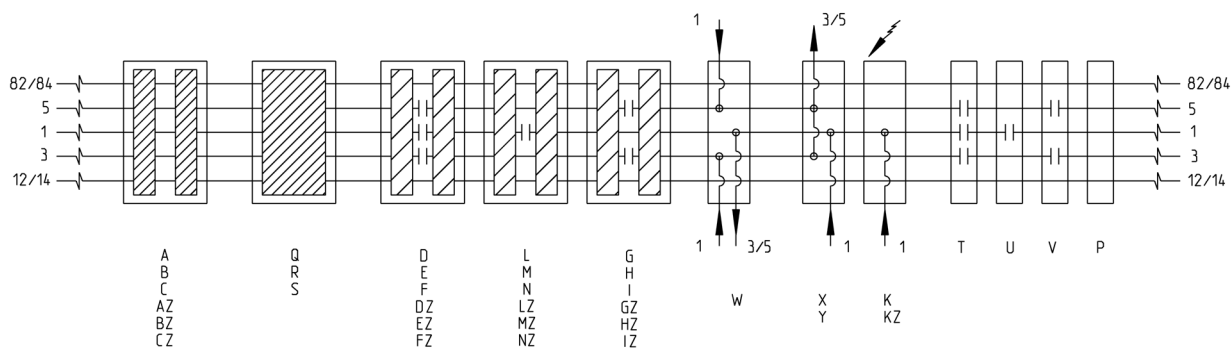 1 3/5
82/84 82/84
5 5
1 1
3 3
12/14 12/14
1 3/5 1 1 T U V P
A Q D L G
B R E M H W X K
C S F N I Y KZ
AZ DZ LZ GZ
BZ EZ MZ HZ
CZ FZ NZ IZ